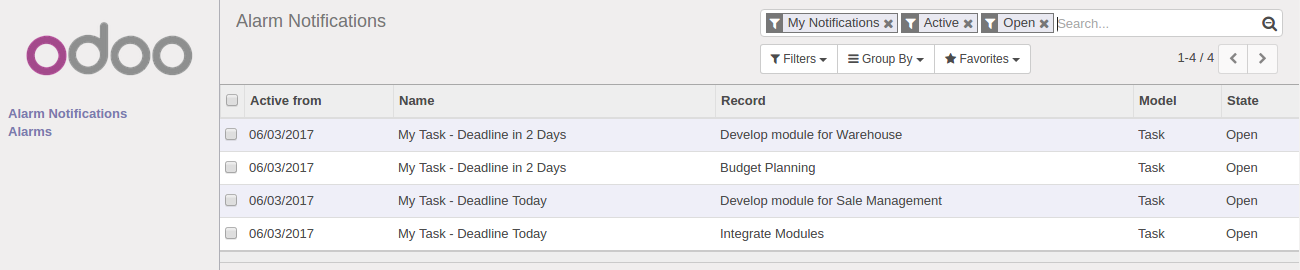 odoo
Alarm Notifications
Alarms
Alarm Notifications
My Notifications Active Open Search...
Filters Group By Favorites 1-4 / 4
Active from Name Record Model State
06/03/2017 My Task - Deadline in 2 Days Develop module for Warehouse Task Open
06/03/2017 My Task - Deadline in 2 Days Budget Planning Task Open
06/03/2017 My Task - Deadline Today Develop module for Sale Management Task Open
06/03/2017 My Task - Deadline Today Integrate Modules Task Open